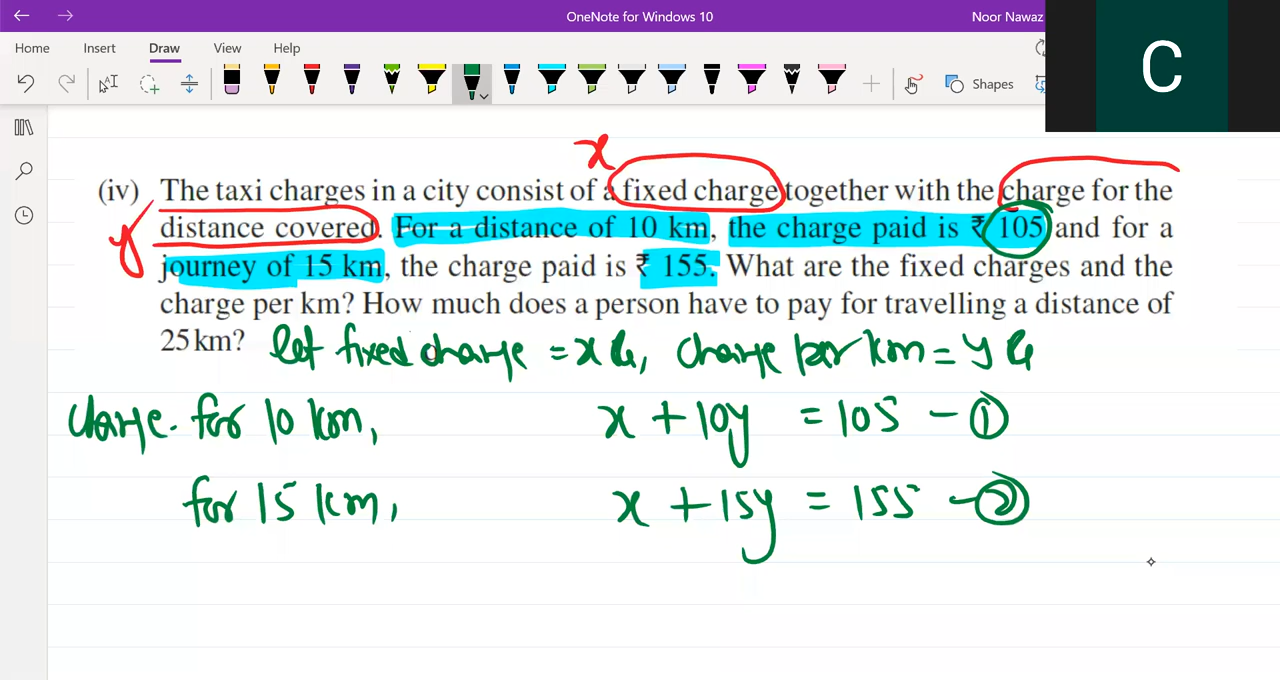 OneNote for Windows 10
Noor Nawaz
Home Insert Draw View Help
Shapes
C
x
(iv) The taxi charges in a city consist of a fixed charge together with the charge for the
y distance covered. For a distance of 10 km, the charge paid is ₹ 105 and for a
journey of 15 km, the charge paid is ₹ 155. What are the fixed charges and the
charge per km? How much does a person have to pay for travelling a distance of
25 km? let fixed charge = x , charge per km = y
charge. for 10 km, x + 10y = 105 - ①
for 15 km, x + 15y = 155 - ②